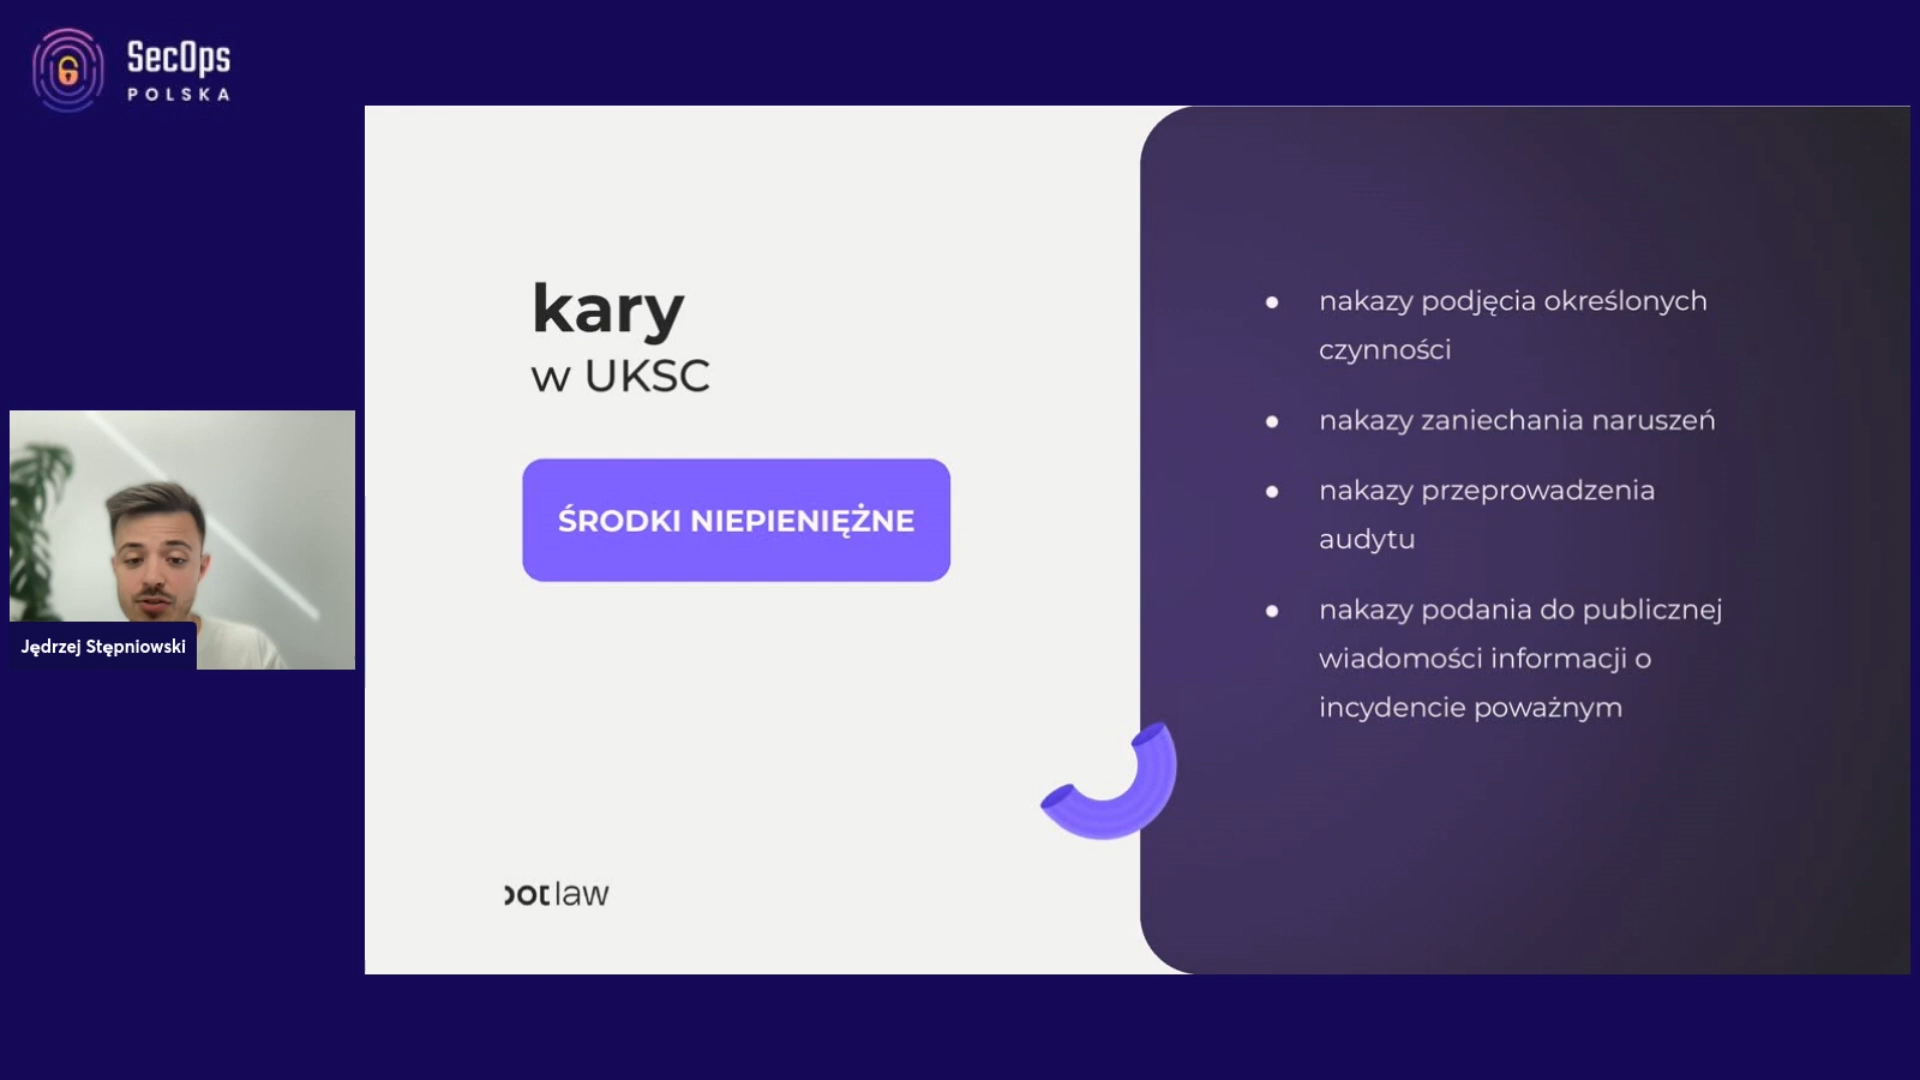 SecOps
POLSKA
kary
w UKSC
ŚRODKI NIEPIENIĘŻNE
nakazy podjęcia określonych
czynności
nakazy zaniechania naruszeń
nakazy przeprowadzenia
audytu
nakazy podania do publicznej
wiadomości informacji o
incydencie poważnym
Jędrzej Stępniowski
law